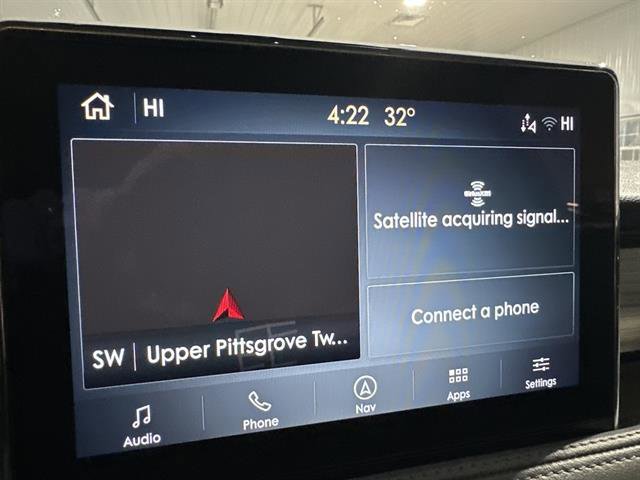 HI
4:22 32°
HI
SiriusXM
Satellite acquiring signal...
Connect a phone
SW | Upper Pittsgrove Tw...
Audio
Phone
Nav
Apps
Settings